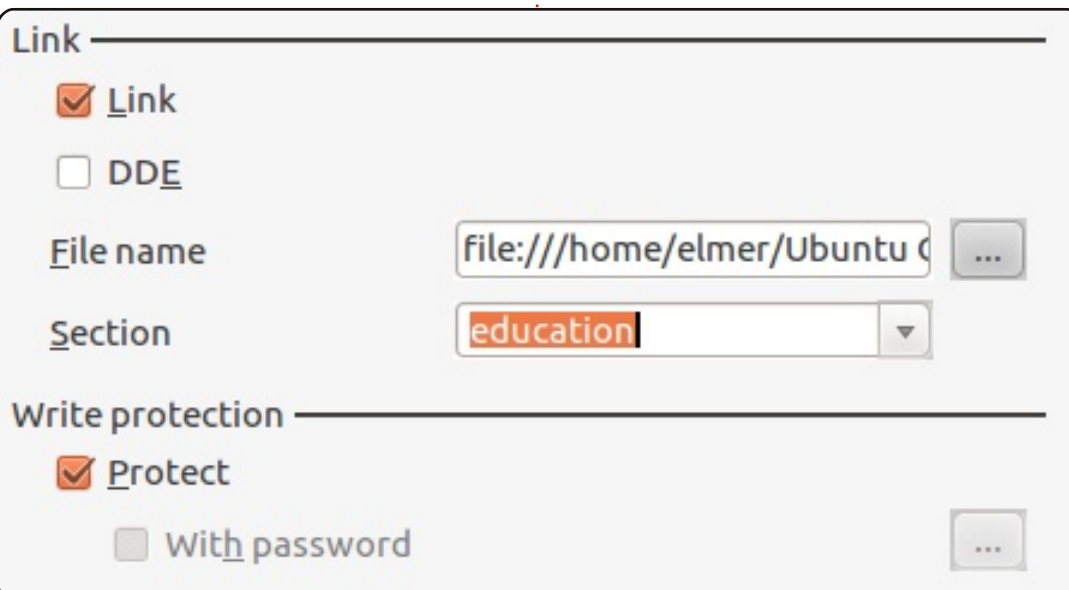 Link
Link
DDE
File name file:///home/elmer/Ubuntu ...
Section education
Write protection
Protect
With password ...